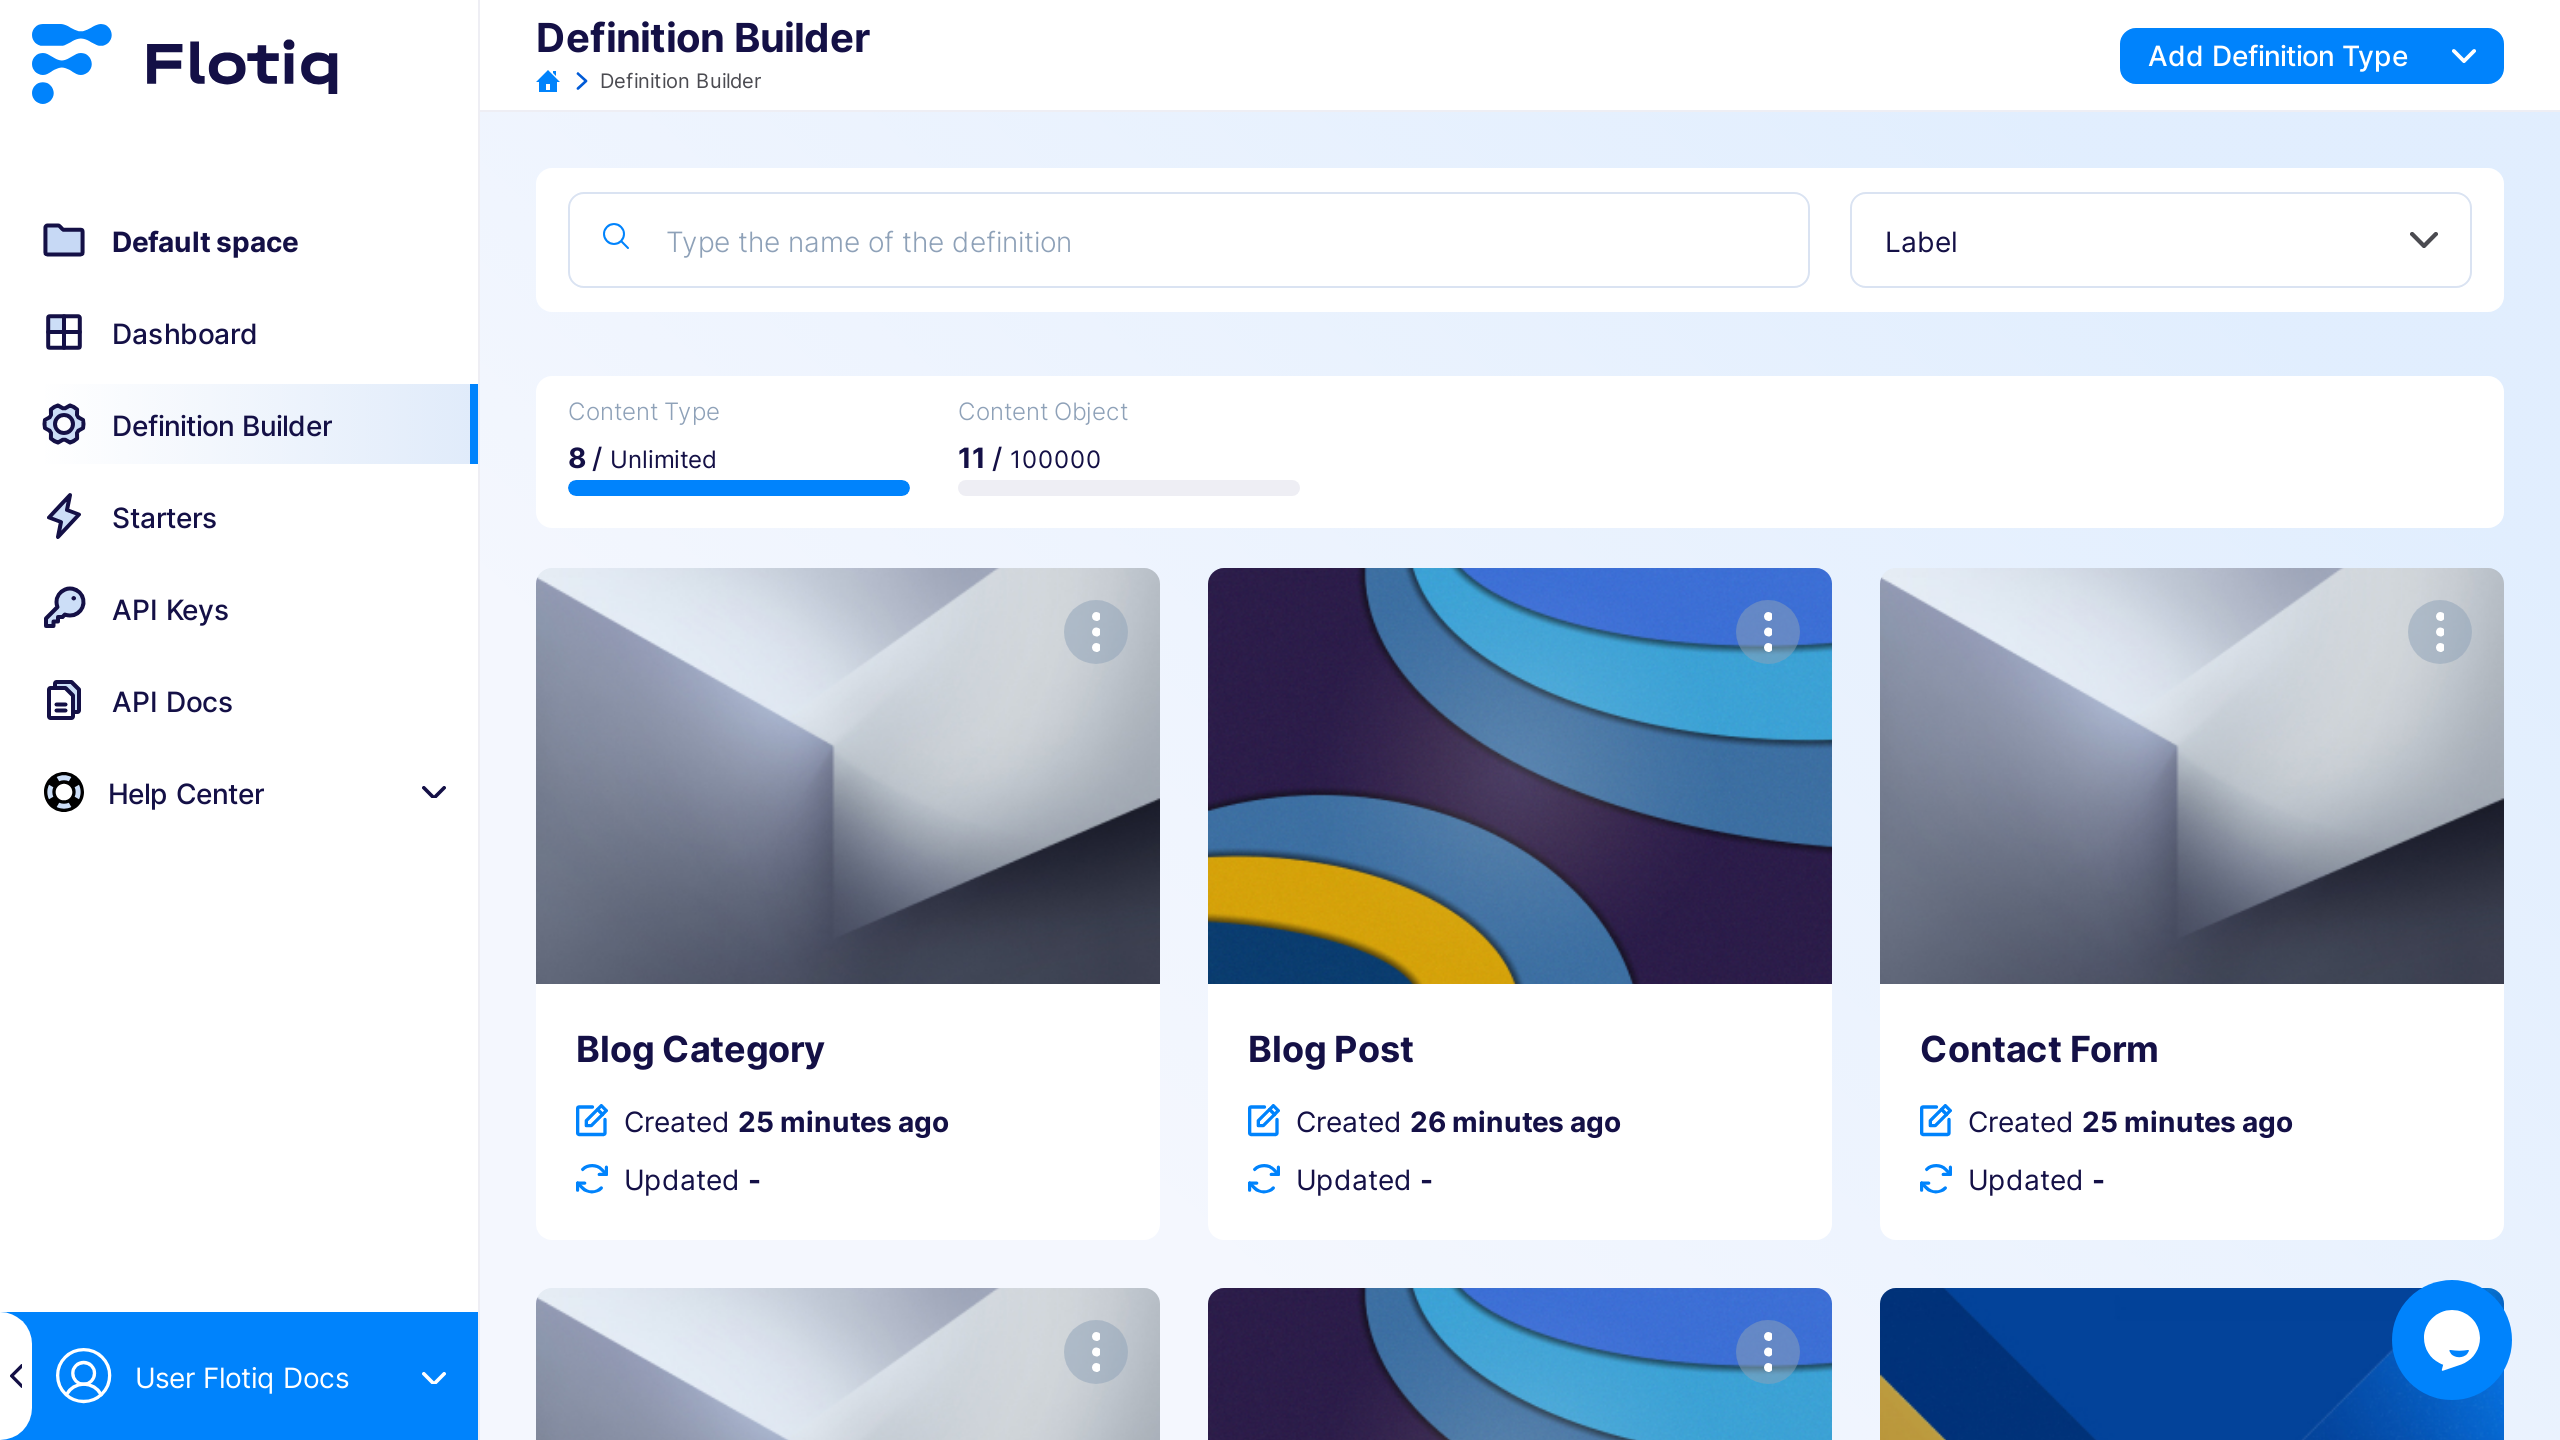 Flotiq
Default space
Dashboard
Definition Builder
Starters
API Keys
API Docs
Help Center
User Flotiq Docs
Definition Builder
Definition Builder
Add Definition Type
Type the name of the definition
Label
Content Type
8 / Unlimited
Content Object
11 / 100000
Blog Category
Created 25 minutes ago
Updated -
Blog Post
Created 26 minutes ago
Updated -
Contact Form
Created 25 minutes ago
Updated -